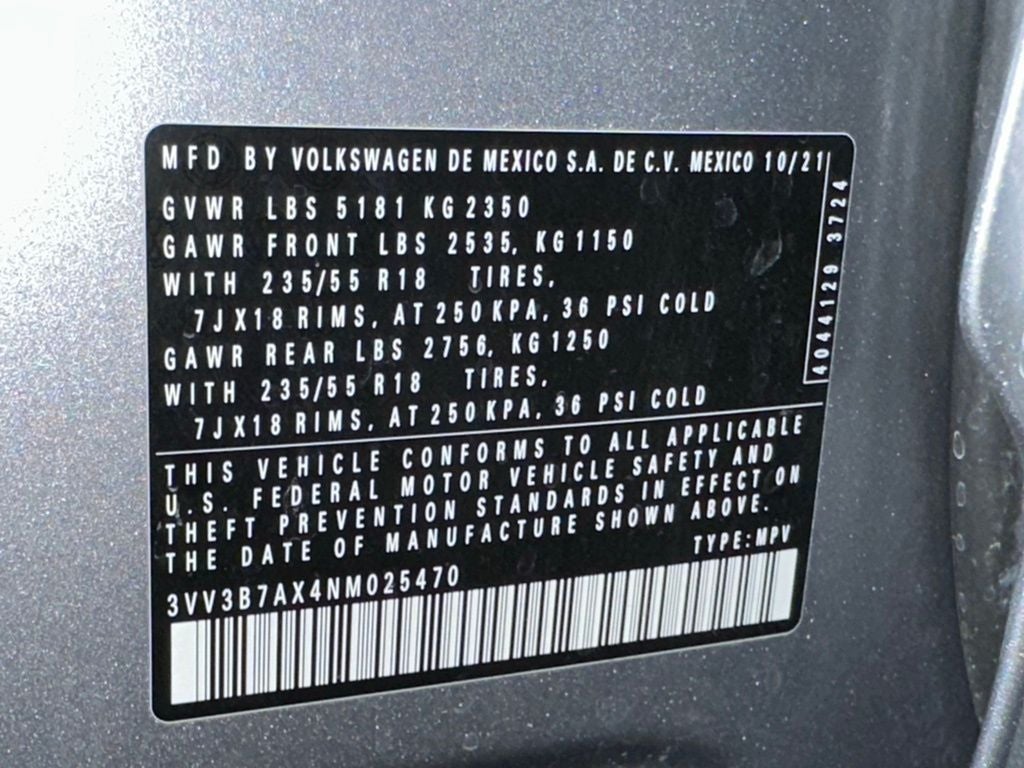 MFD BY VOLKSWAGEN DE MEXICO S.A. DE C.V. MEXICO 10/21
GVWR LBS 5181 KG 2350
GAWR FRONT LBS 2535, KG 1150
WITH 235/55 R18 TIRES,
7JX18 RIMS, AT 250 KPA, 36 PSI COLD
GAWR REAR LBS 2756, KG 1250
WITH 235/55 R18 TIRES,
7JX18 RIMS, AT 250 KPA, 36 PSI COLD
4044129 3724
THIS VEHICLE CONFORMS TO ALL APPLICABLE
U.S. FEDERAL MOTOR VEHICLE SAFETY AND
THEFT PREVENTION STANDARDS IN EFFECT ON
THE DATE OF MANUFACTURE SHOWN ABOVE.
TYPE:MPV
3VV3B7AX4NM025470